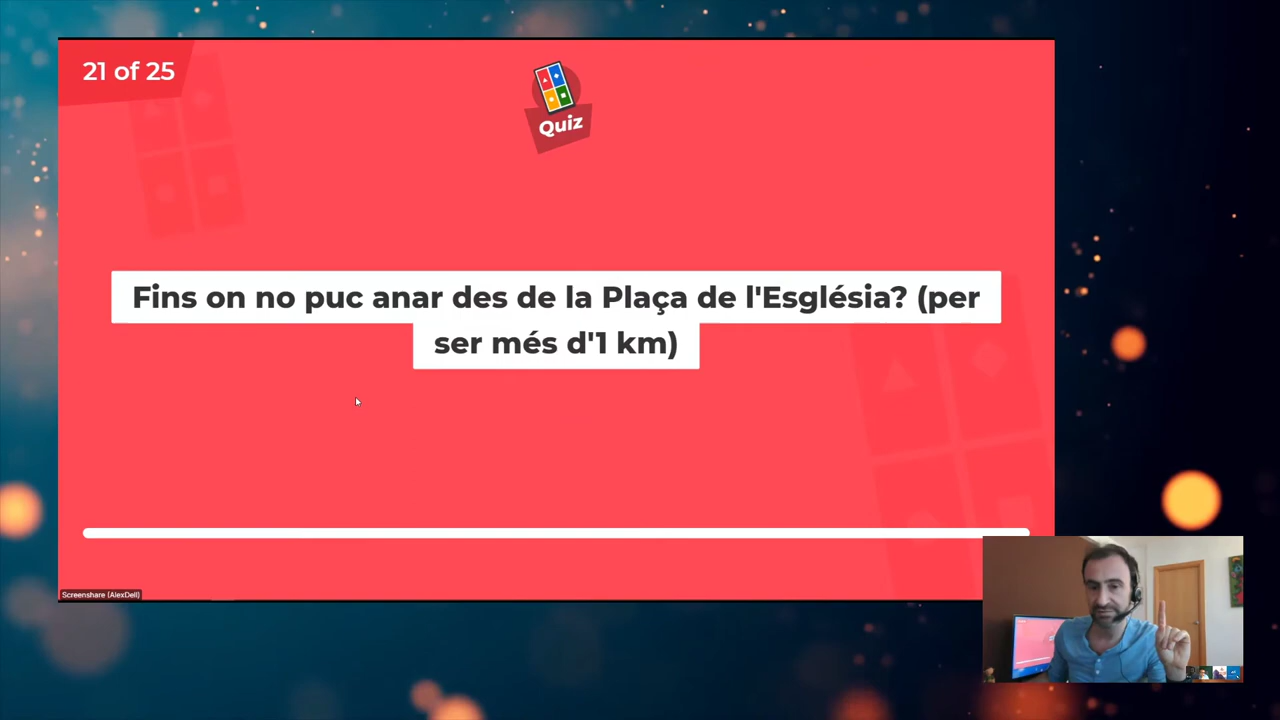 21 of 25
Quiz
Fins on no puc anar des de la Plaça de l'Església? (per
ser més d'1 km)
Screenshare (AlexDell)